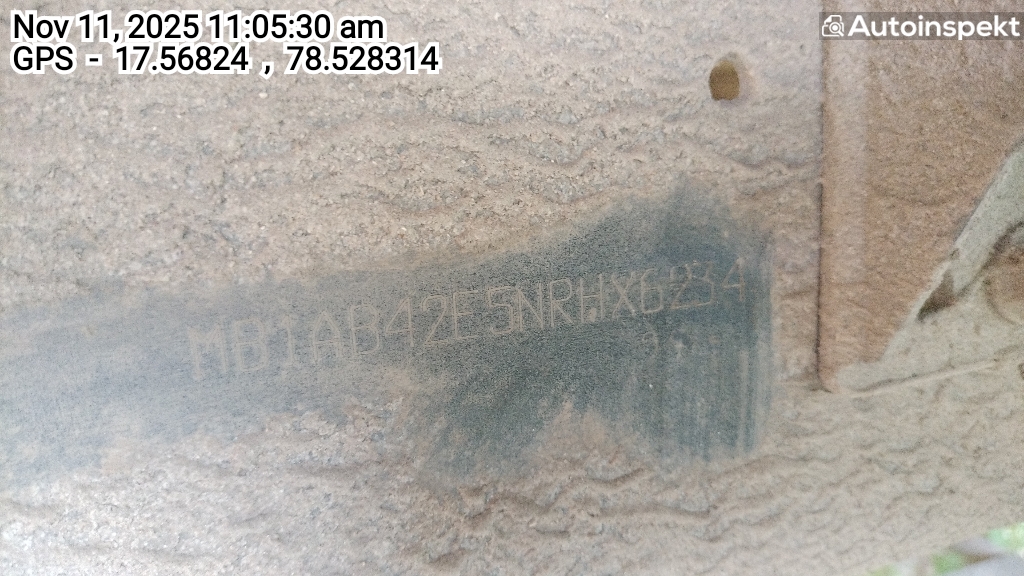 Nov 11, 2025 11:05:30 am
GPS - 17.56824 , 78.528314
Autoinspekt
MB1AB42E5NRHX6234